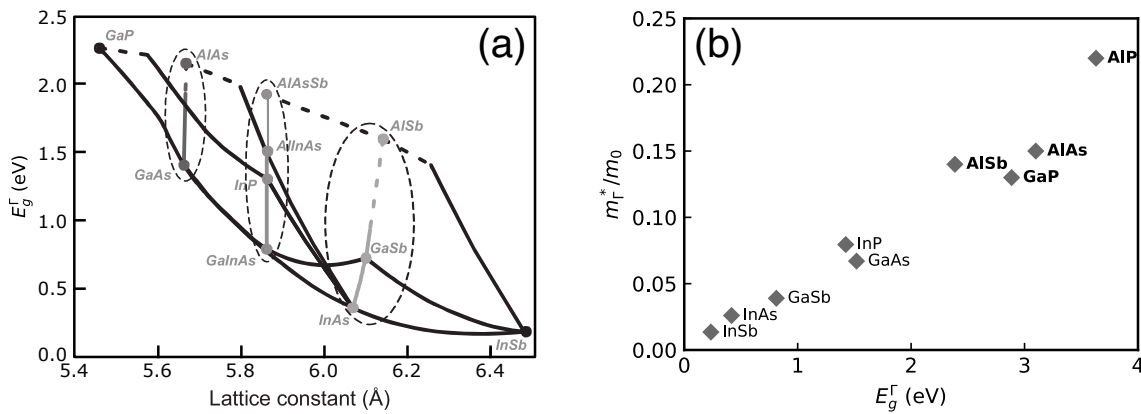 (a)
2.5
2.0
1.5
1.0
0.5
0.0
E_g^Γ (eV)
GaP
AlAs
AlAsSb
AlSb
AlInAs
InP
GaAs
GaInAs
GaSb
InAs
InSb
5.4 5.6 5.8 6.0 6.2 6.4
Lattice constant (Å)
(b)
0.25
0.20
0.15
0.10
0.05
0.00
m_Γ^*/m_0
AlP
AlAs
AlSb
GaP
InP
GaAs
GaSb
InAs
InSb
0 1 2 3 4
E_g^Γ (eV)